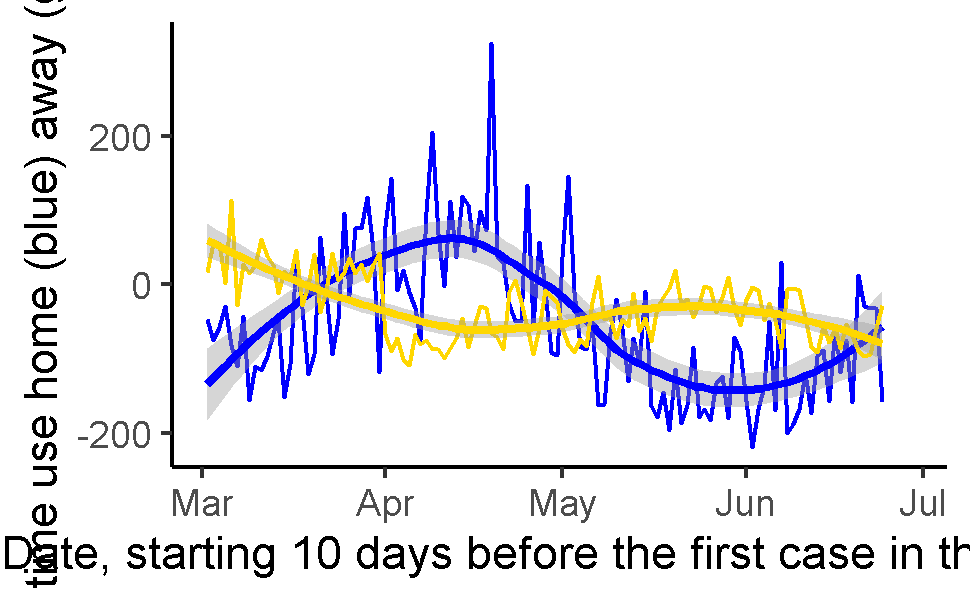 time use home (blue) away (
200
0
-200
Mar Apr May Jun Jul
Date, starting 10 days before the first case in th